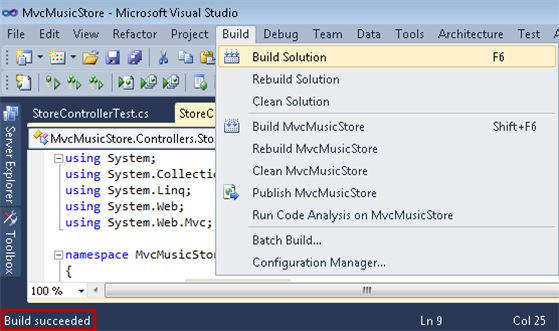 MvcMusicStore - Microsoft Visual Studio
File Edit View Refactor Project Build Debug Team Data Tools Architecture Test
Build Solution F6
Rebuild Solution
Clean Solution
Build MvcMusicStore Shift+F6
Rebuild MvcMusicStore
Clean MvcMusicStore
Publish MvcMusicStore
Run Code Analysis on MvcMusicStore
Batch Build...
Configuration Manager...
Server Explorer
Toolbox
StoreControllerTest.cs StoreC
MvcMusicStore.Controllers.Sto
using System;
using System.Collectio
using System.Linq;
using System.Web;
using System.Web.Mvc;
namespace MvcMusicStor
{
100 %
Build succeeded Ln 9 Col 25